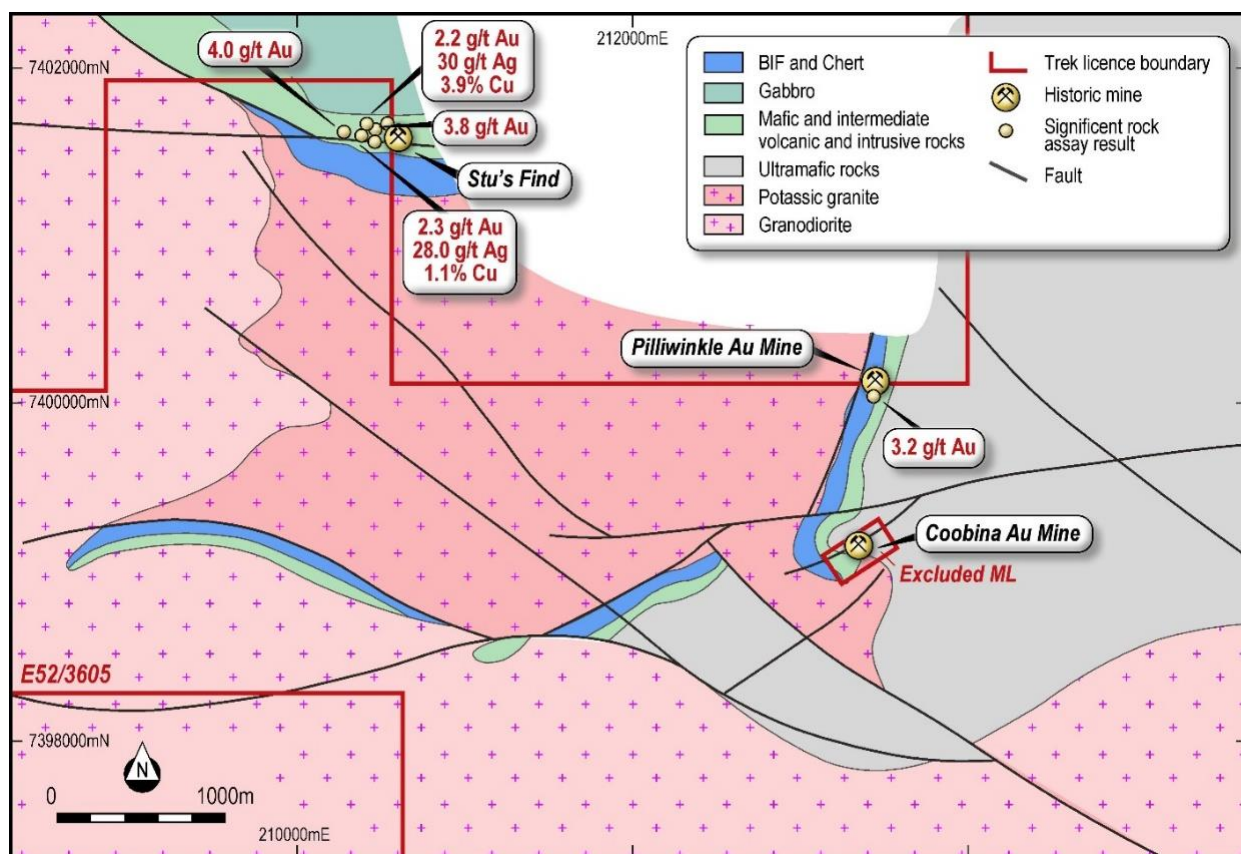 212000mE
7402000mN
4.0 g/t Au
2.2 g/t Au
30 g/t Ag
3.9% Cu
3.8 g/t Au
Stu's Find
2.3 g/t Au
28.0 g/t Ag
1.1% Cu
BIF and Chert
Gabbro
Mafic and intermediate
volcanic and intrusive rocks
Ultramafic rocks
Potassic granite
Granodiorite
Trek licence boundary
Historic mine
Significent rock
assay result
Fault
Pilliwinkle Au Mine
7400000mN
3.2 g/t Au
Coobina Au Mine
Excluded ML
E52/3605
7398000mN
N
0 1000m
210000mE